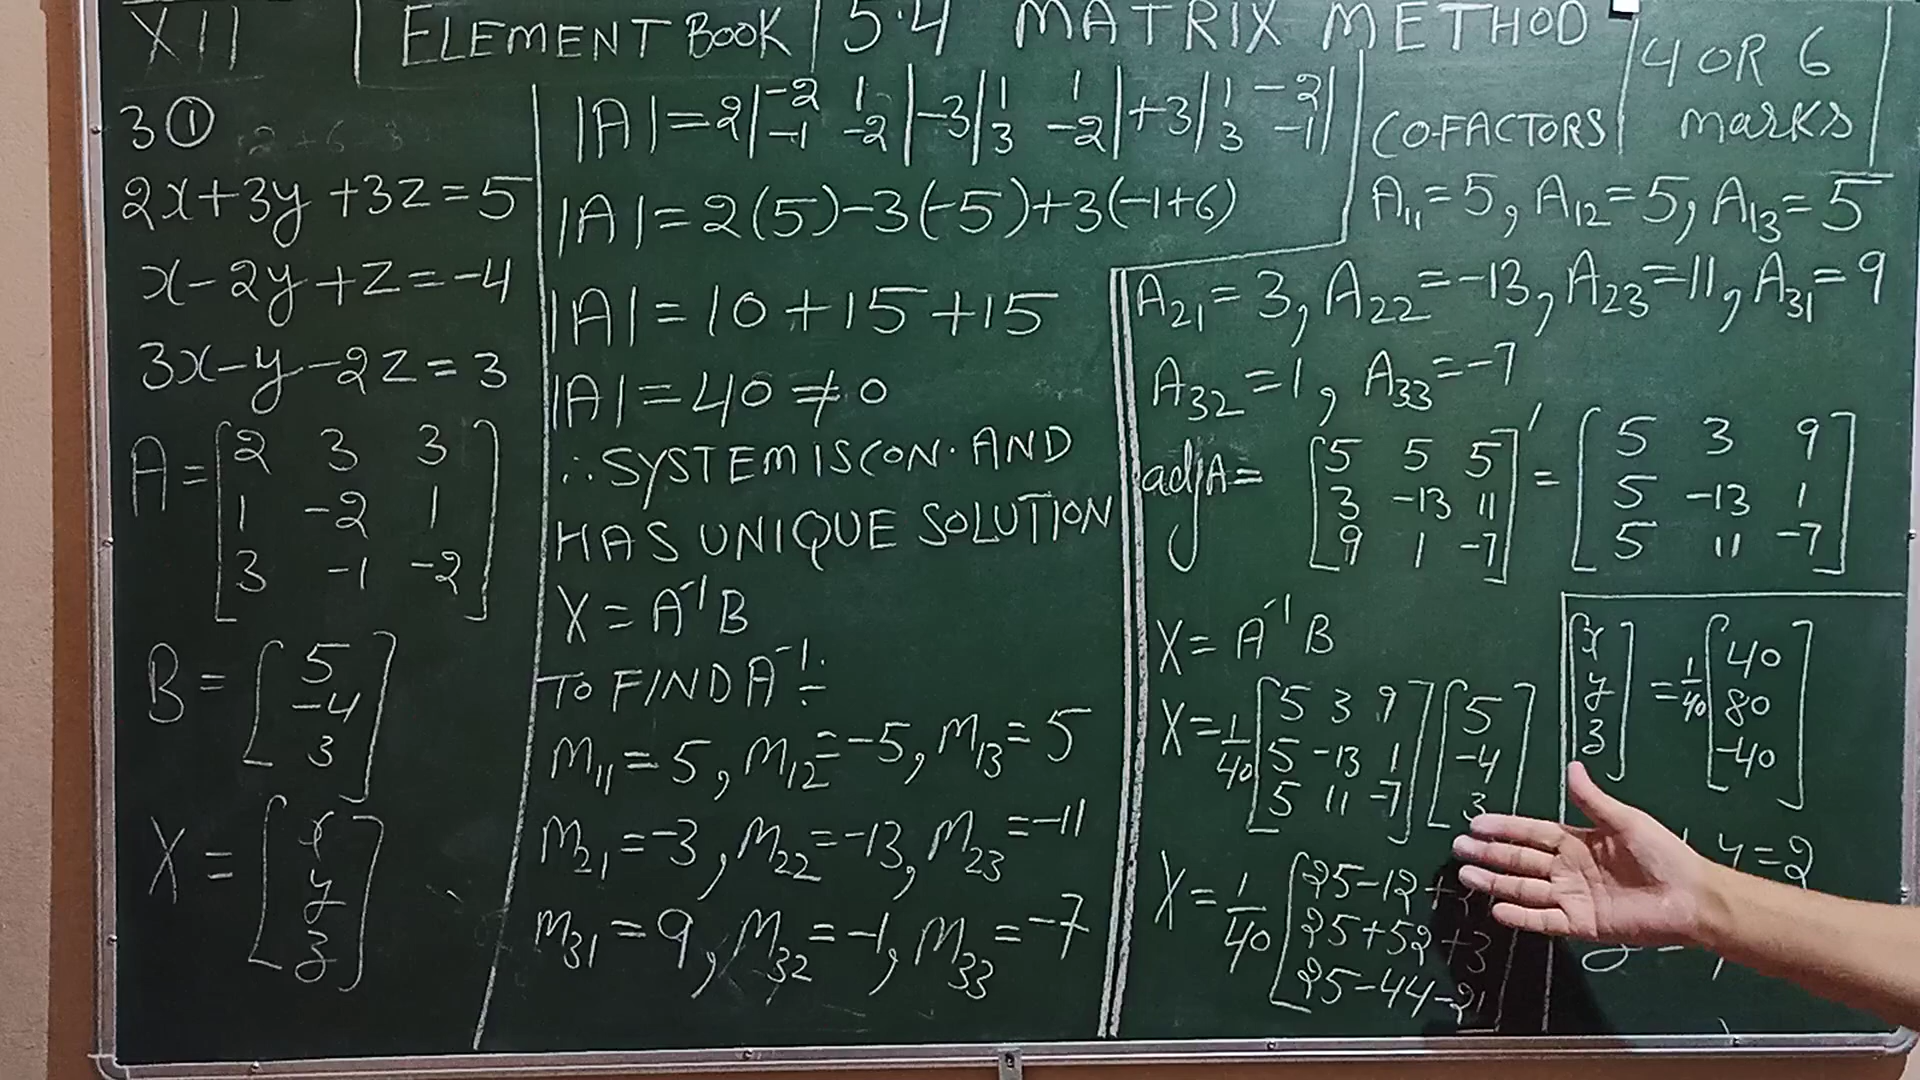 XII | ELEMENT BOOK | 5.4 MATRIX METHOD | 4 OR 6 marks
3 ①
2x+3y+3z=5
x-2y+z=-4
3x-y-2z=3
A=[2 3 3
1 -2 1
3 -1 -2]
B=[5
-4
3]
X=[x
y
z]
|A|=2|-2 1|-3|1 1|+3|1 -2|
|-1 -2| |3 -2| |3 -1|
|A|=2(5)-3(-5)+3(-1+6)
|A|=10+15+15
|A|=40≠0
∴ SYSTEM IS CON. AND
HAS UNIQUE SOLUTION
X=A⁻¹B
TO FIND A⁻¹:
M₁₁=5, M₁₂=-5, M₁₃=5
M₂₁=-3, M₂₂=-13, M₂₃=-11
M₃₁=9, M₃₂=-1, M₃₃=-7
COFACTORS
A₁₁=5, A₁₂=5, A₁₃=5
A₂₁=3, A₂₂=-13, A₂₃=11, A₃₁=9
A₃₂=1, A₃₃=-7
adjA=[5 5 5]'=[5 3 9]
[3 -13 11] [5 -13 1]
[9 1 -7] [5 11 -7]
X=A⁻¹B
X=1/40[5 3 9][5]
[5 -13 1][-4]
[5 11 -7][3]
X=1/40[25-12+
25+52+3
25-44-21]
[x]=1/40[40]
[y] [80]
[z] [-40]
y=2